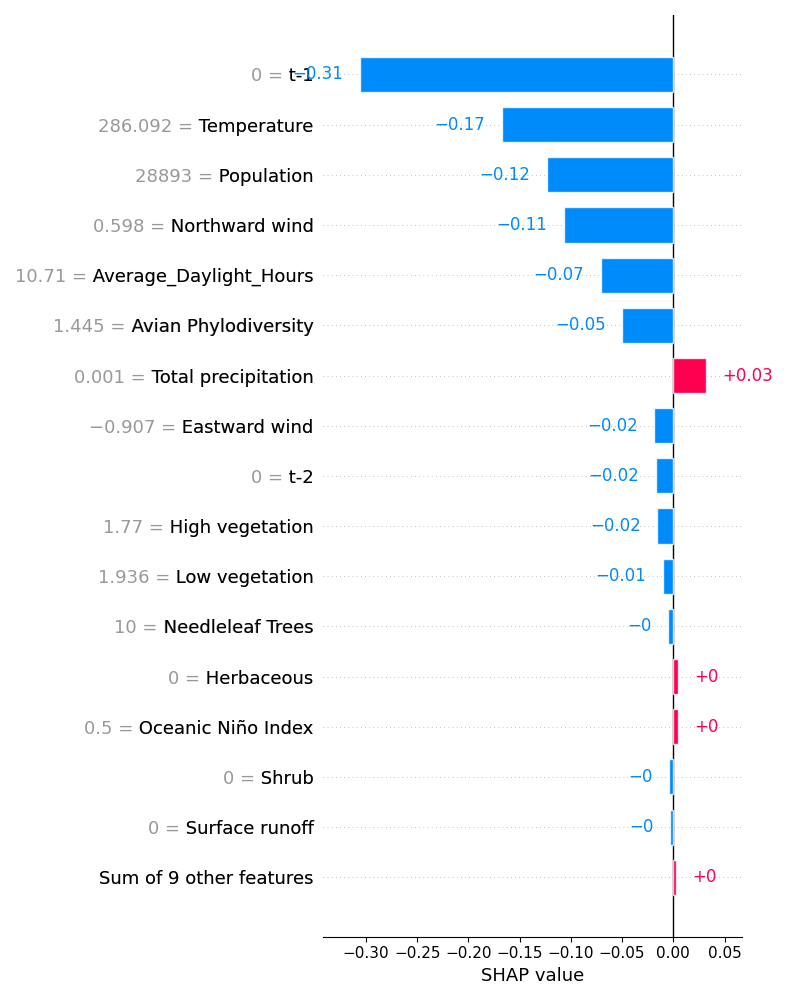 0 = t-1 −0.31
286.092 = Temperature −0.17
28893 = Population −0.12
0.598 = Northward wind −0.11
10.71 = Average_Daylight_Hours −0.07
1.445 = Avian Phylodiversity −0.05
0.001 = Total precipitation +0.03
−0.907 = Eastward wind −0.02
0 = t-2 −0.02
1.77 = High vegetation −0.02
1.936 = Low vegetation −0.01
10 = Needleleaf Trees −0
0 = Herbaceous +0
0.5 = Oceanic Niño Index +0
0 = Shrub −0
0 = Surface runoff −0
Sum of 9 other features +0
−0.30 −0.25 −0.20 −0.15 −0.10 −0.05 0.00 0.05
SHAP value